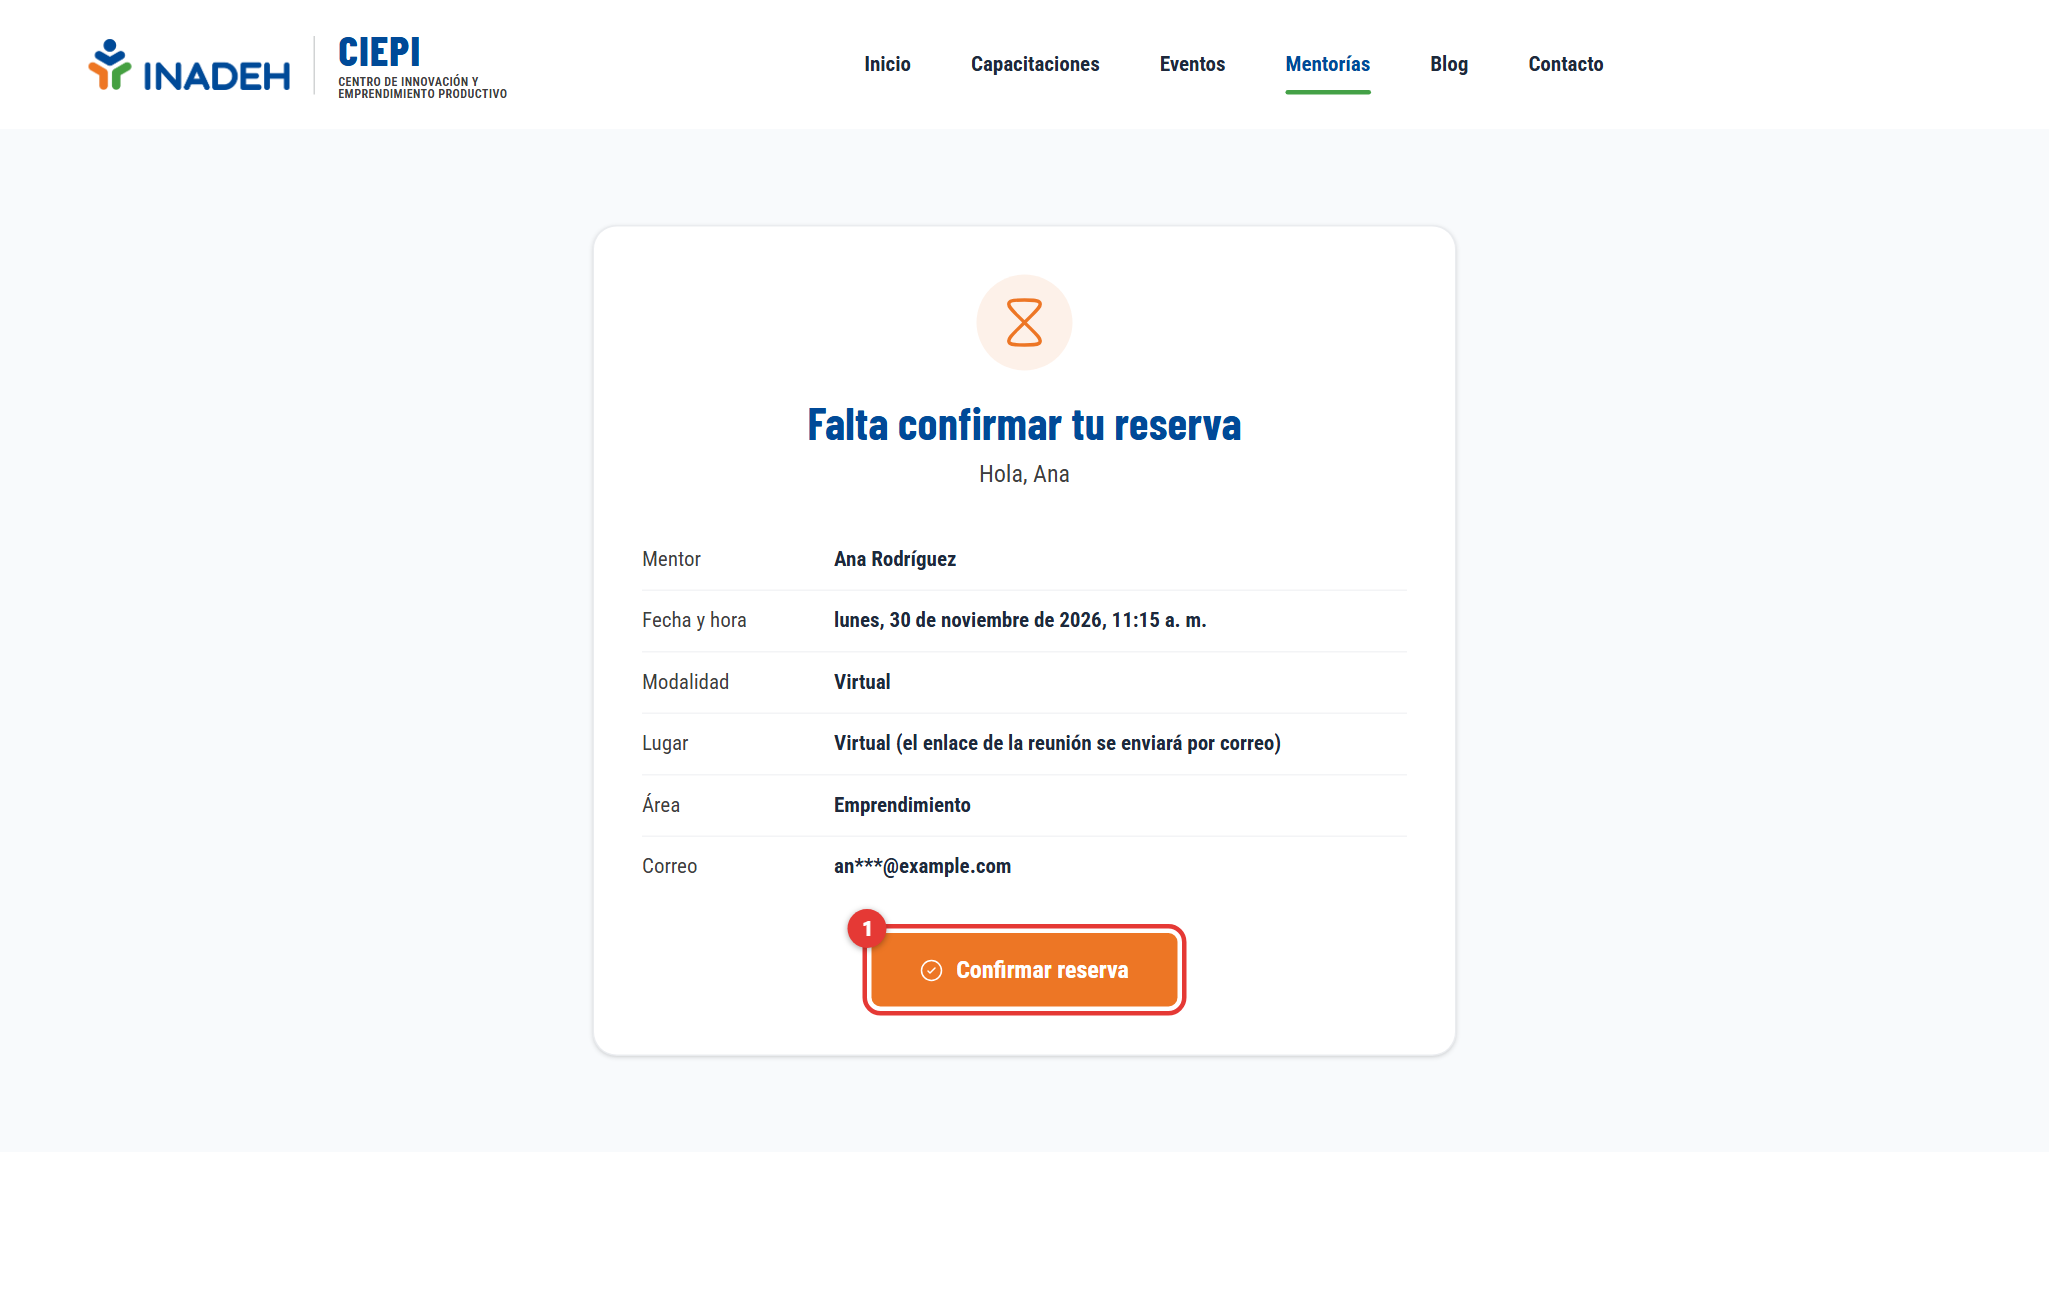 INADEH
CIEPI
CENTRO DE INNOVACIÓN Y
EMPRENDIMIENTO PRODUCTIVO
Inicio
Capacitaciones
Eventos
Mentorías
Blog
Contacto
Falta confirmar tu reserva
Hola, Ana
Mentor
Ana Rodríguez
Fecha y hora
lunes, 30 de noviembre de 2026, 11:15 a. m.
Modalidad
Virtual
Lugar
Virtual (el enlace de la reunión se enviará por correo)
Área
Emprendimiento
Correo
an***@example.com
1
Confirmar reserva